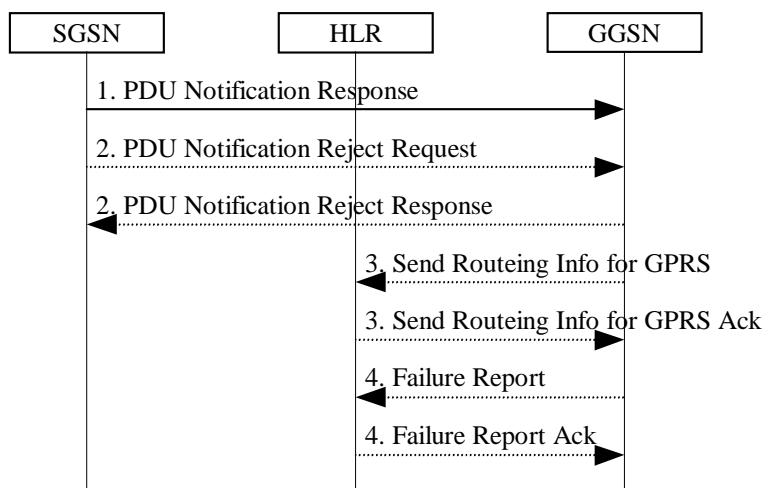 SGSN
HLR
GGSN
1. PDU Notification Response
2. PDU Notification Reject Request
2. PDU Notification Reject Response
3. Send Routeing Info for GPRS
3. Send Routeing Info for GPRS Ack
4. Failure Report
4. Failure Report Ack